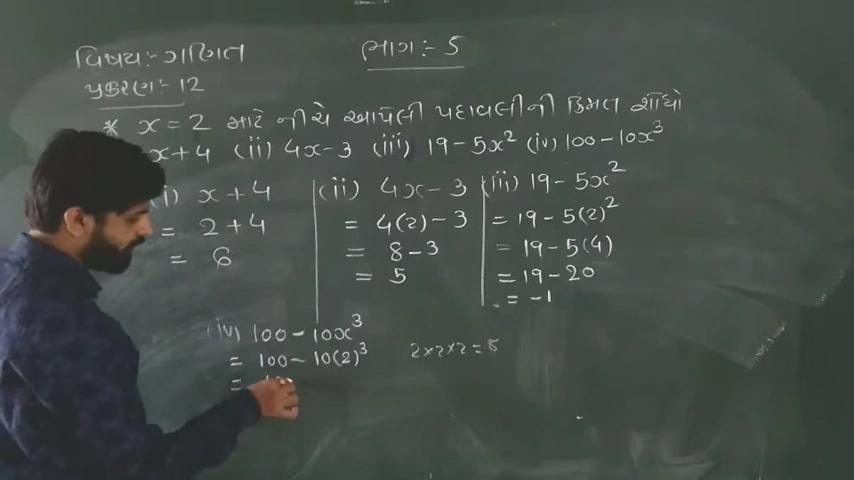 વિષય:- ગણિત
ભાગ:- 5
પ્રકરણ:- 12
* x = 2 માટે નીચે આપેલી પદાવલીની કિંમત શોધો
x+4 (ii) 4x-3 (iii) 19-5x² (iv) 100-10x³
(i) x+4
= 2+4
= 6
(ii) 4x-3
= 4(2)-3
= 8-3
= 5
(iii) 19-5x²
= 19-5(2)²
= 19-5(4)
= 19-20
= -1
(iv) 100-10x³
= 100-10(2)³
=
2×2×2=8